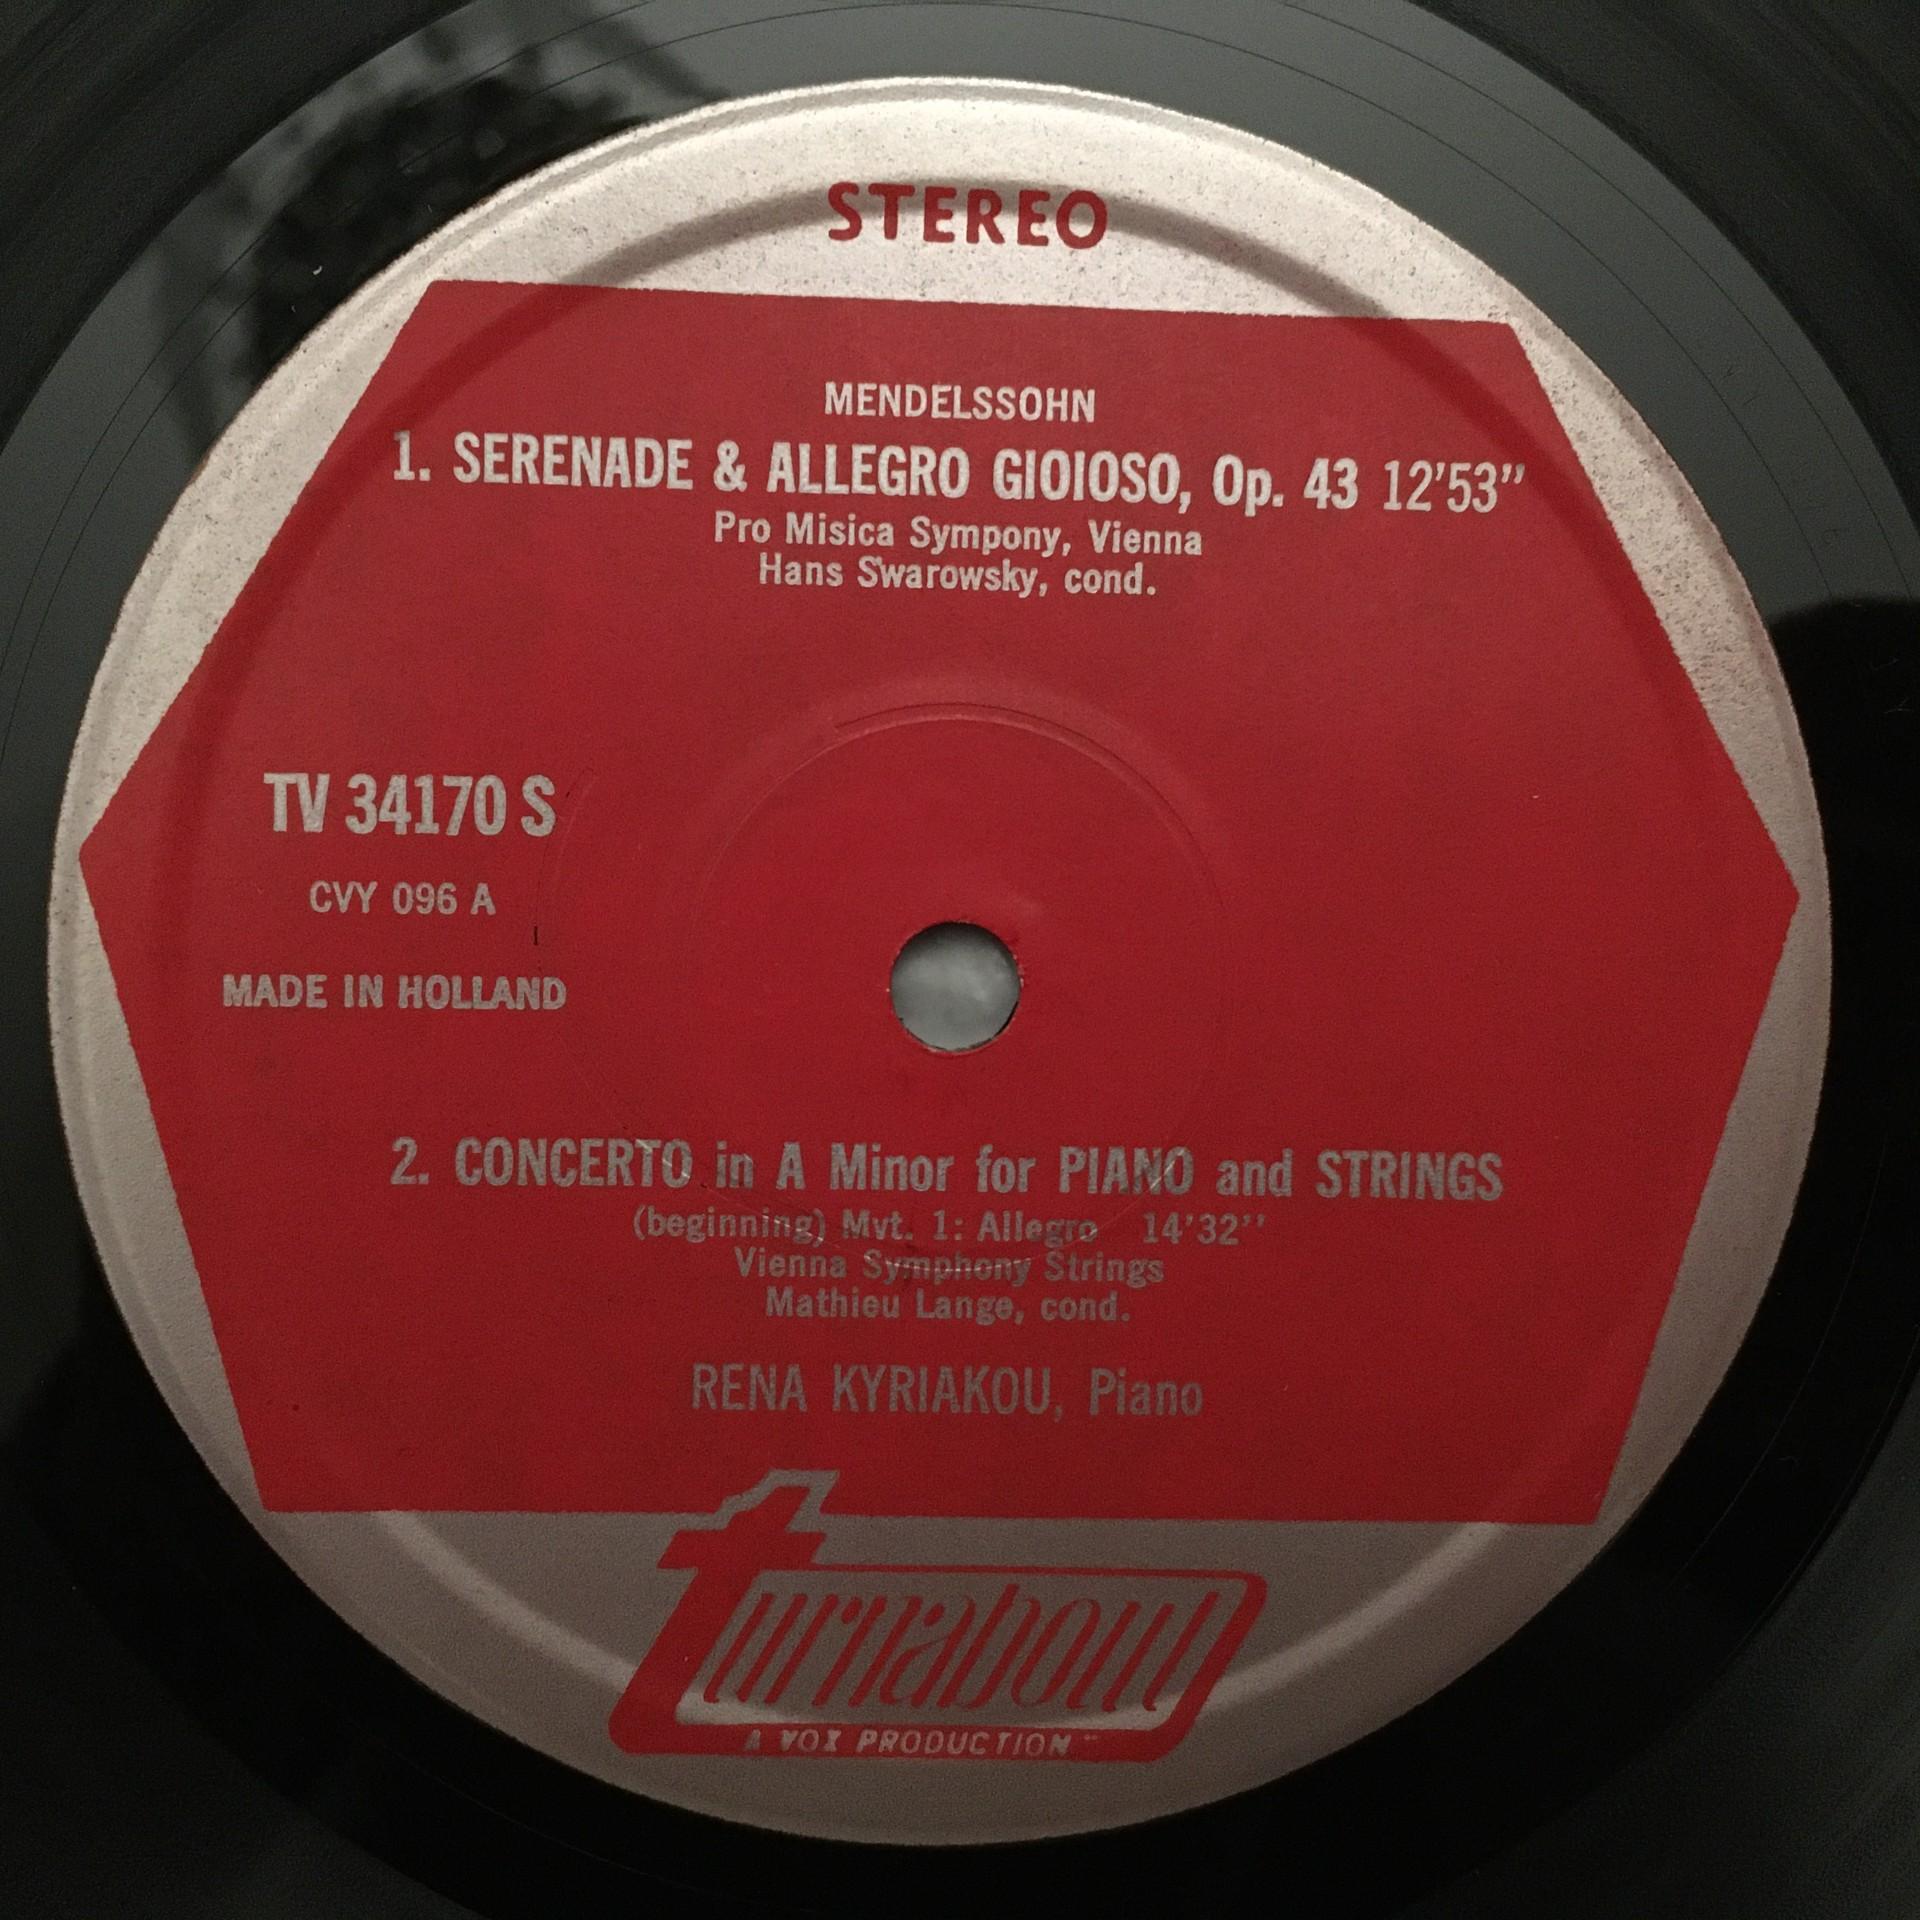 STEREO
MENDELSSOHN
1. SERENADE & ALLEGRO GIOIOSO, Op. 43 12'53"
Pro Misica Sympony, Vienna
Hans Swarowsky, cond.
TV 34170 S
CVY 096 A
MADE IN HOLLAND
2. CONCERTO in A Minor for PIANO and STRINGS
(beginning) Mvt. 1: Allegro 14'32''
Vienna Symphony Strings
Mathieu Lange, cond.
RENA KYRIAKOU, Piano
turnabout
A VOX PRODUCTION